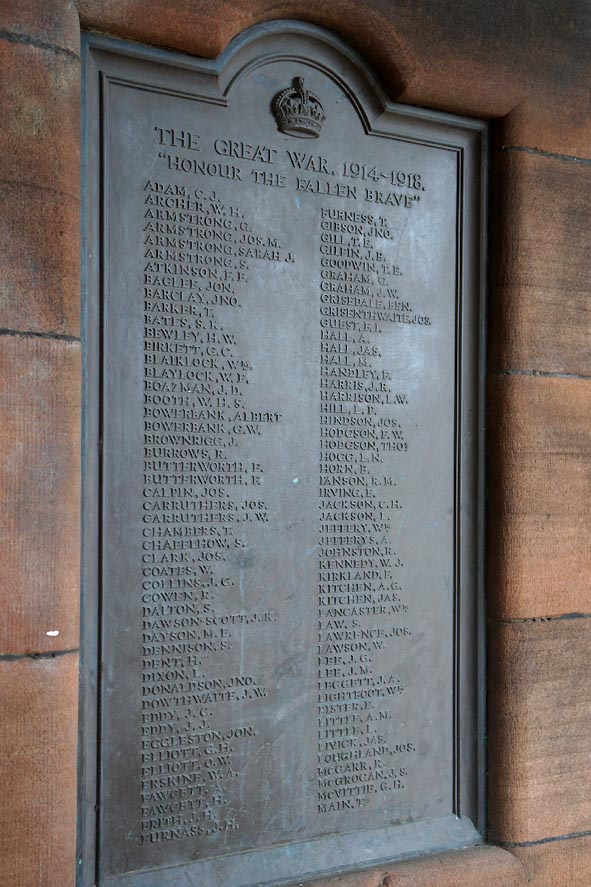 THE GREAT WAR. 1914~1918.
"HONOUR THE FALLEN BRAVE"
ADAM, C. J.
ARCHER, W. H.
ARMSTRONG, G.
ARMSTRONG, JOS. M.
ARMSTRONG, SARAH J.
ARMSTRONG, S.
ATKINSON, F. F.
BAGLEE, JON.
BARCLAY, JNO.
BARKER, T.
BATES, S. R.
BEWLEY, H. W.
BIRKETT, G. C.
BLAIKLOCK, WM.
BLAYLOCK, W. E.
BOAZMAN, J. D.
BOOTH, W. H. S.
BOWERBANK, ALBERT
BOWERBANK, G. W.
BROWNRIGG, J.
BURROWS, R.
BUTTERWORTH, E.
BUTTERWORTH, F.
CALPIN, JOS.
CARRUTHERS, JOS.
CARRUTHERS, J. W.
CHAMBERS, T.
CHAPELHOW, S.
CLARK, JOS.
COATES, W.
COLLINS, J. G.
COWEN, R.
DALTON, S.
DAWSON-SCOTT, J. K.
DAYSON, M. F.
DENNISON, S.
DENT, H.
DIXON, L.
DONALDSON, JNO.
DOWTHWAITE, J. W.
EDDY, J. G.
EDDY, J. J.
EGGLESTON, JON.
ELLIOTT, G. H.
ELLIOTT, O. W.
ERSKINE, W. A.
FAWCETT, A.
FAWCETT, H.
FRITH, J. H.
FURNASS, J. H.
FURNESS, T.
GIBSON, JNO.
GILL, T. E.
GILPIN, J. E.
GOODWIN, T. E.
GRAHAM, G.
GRAHAM, J. W.
GRISEDALE, BEN.
GRISENTHWAITE, JOS.
GUEST, F. I.
HALL, A.
HALL, JAS.
HALL, M.
HANDLEY, F.
HARRIS, J. R.
HARRISON, L. W.
HILL, L. P.
HINDSON, JOS.
HODGSON, F. W.
HODGSON, THOS
HOGG, L. N.
HORN, E.
IANSON, R. M.
IRVING, E.
JACKSON, C. H.
JACKSON, L.
JEFFERY, WM
JEFFERYS, A.
JOHNSTON, R.
KENNEDY, W. J.
KIRKLAND, F.
KITCHEN, A. G.
KITCHEN, JAS.
LANCASTER, WM
LAW, S.
LAWRENCE, JOS.
LAWSON, W.
LEE, J. G.
LEE, J. M.
LEGGETT, J. A.
LIGHTFOOT, WM
LISTER, E.
LITTLE, A. M.
LITTLE, L.
LIVICK, JAS.
LOUGHLAND, JOS.
MCGARR, R.
MCGROGAN, J. S.
MCVITTIE, G. H.
MAIN, T.